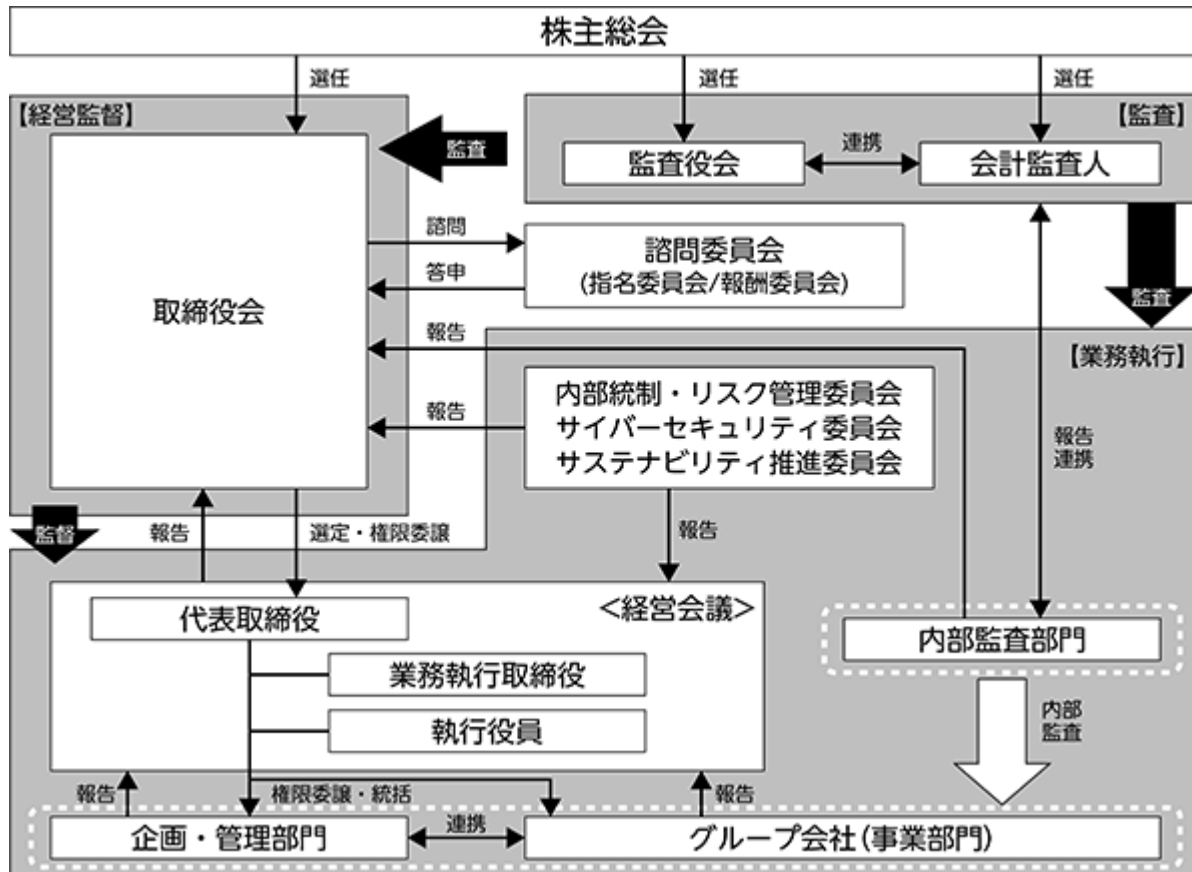 株主総会
選任
選任
選任
【経営監督】
監査
【監査】
監査役会
連携
会計監査人
諮問
諮問委員会
(指名委員会/報酬委員会)
答申
取締役会
監査
報告
【業務執行】
内部統制・リスク管理委員会
サイバーセキュリティ委員会
サステナビリティ推進委員会
報告
報告
連携
監督
報告
選定・権限委譲
報告
<経営会議>
代表取締役
内部監査部門
業務執行取締役
執行役員
内部
監査
報告
権限委譲・統括
報告
企画・管理部門
連携
グループ会社(事業部門)